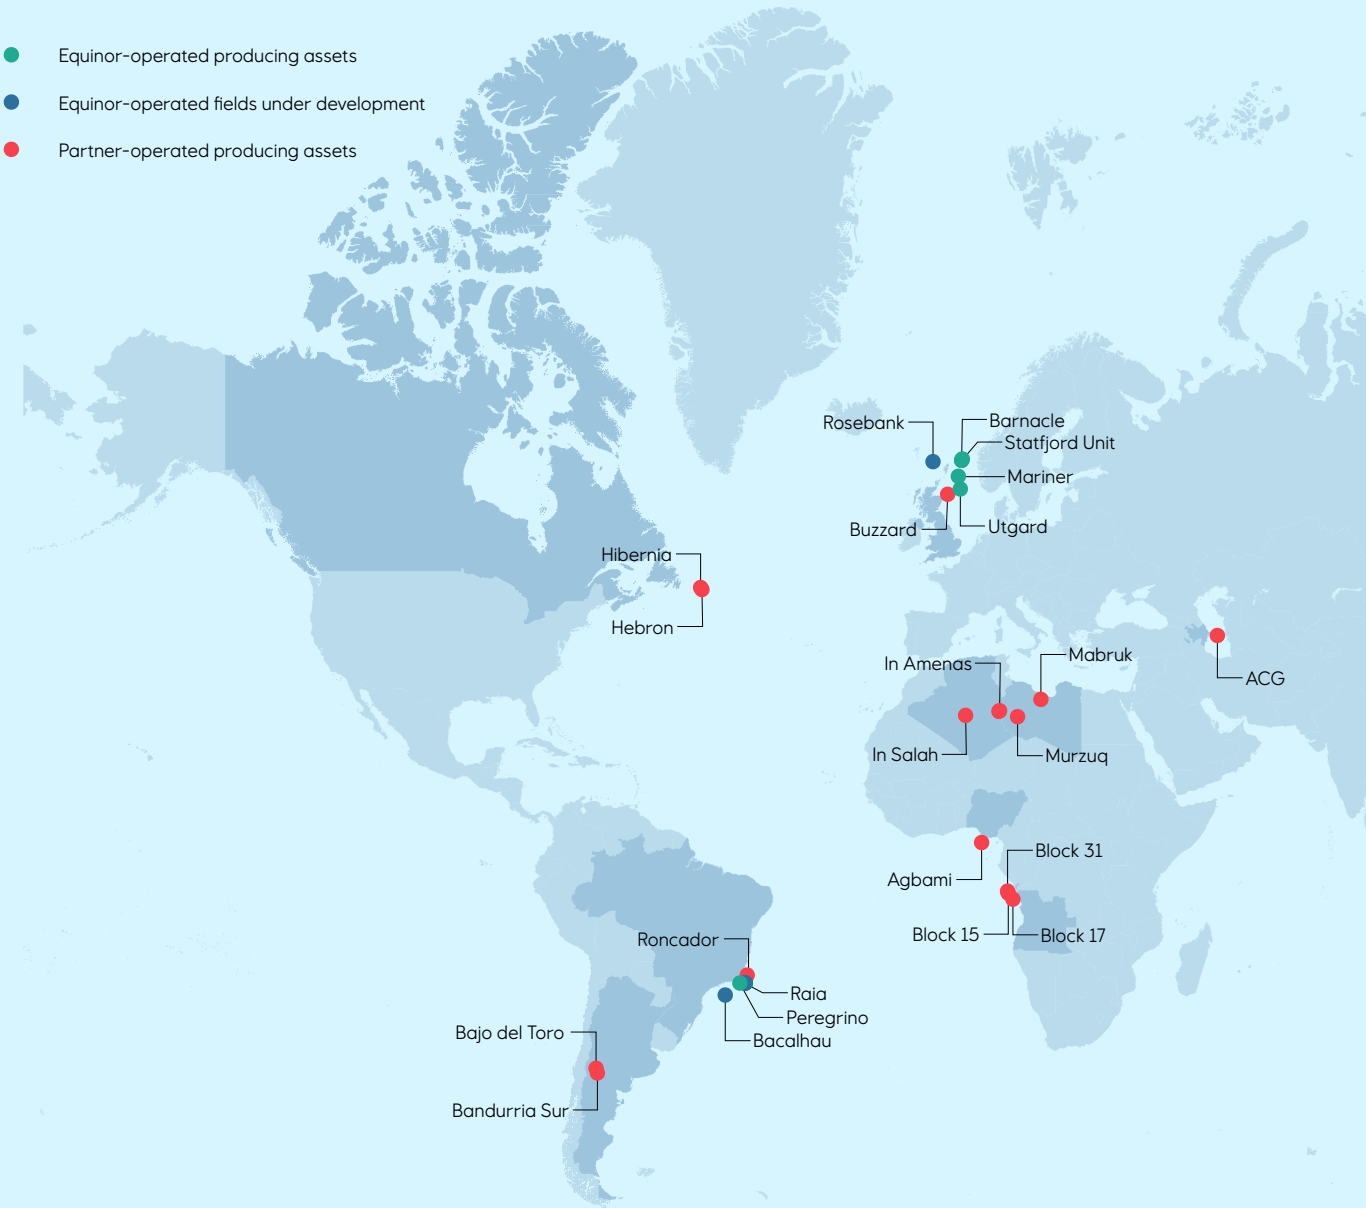 Equinor-operated producing assets
Equinor-operated fields under development
Partner-operated producing assets
Rosebank
Barnacle
Statfjord Unit
Mariner
Buzzard
Utgard
Hibernia
Hebron
In Amenas
Mabruk
ACG
In Salah
Murzuq
Block 31
Agbami
Block 15
Block 17
Roncador
Raia
Peregrino
Bacalhau
Bajo del Toro
Bandurria Sur